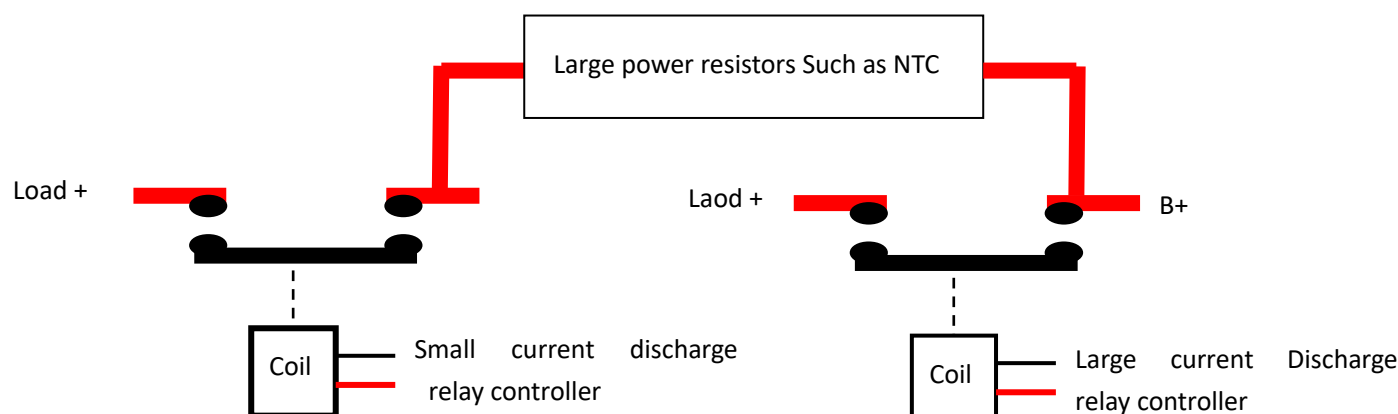 Large power resistors Such as NTC
Load +
Laod +
B+
Coil
Small current discharge
relay controller
Coil
Large current Discharge
relay controller